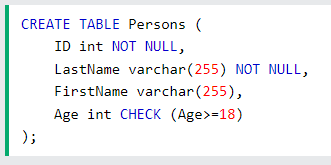 CREATE TABLE Persons (
    ID int NOT NULL,
    LastName varchar(255) NOT NULL,
    FirstName varchar(255),
    Age int CHECK (Age>=18)
);